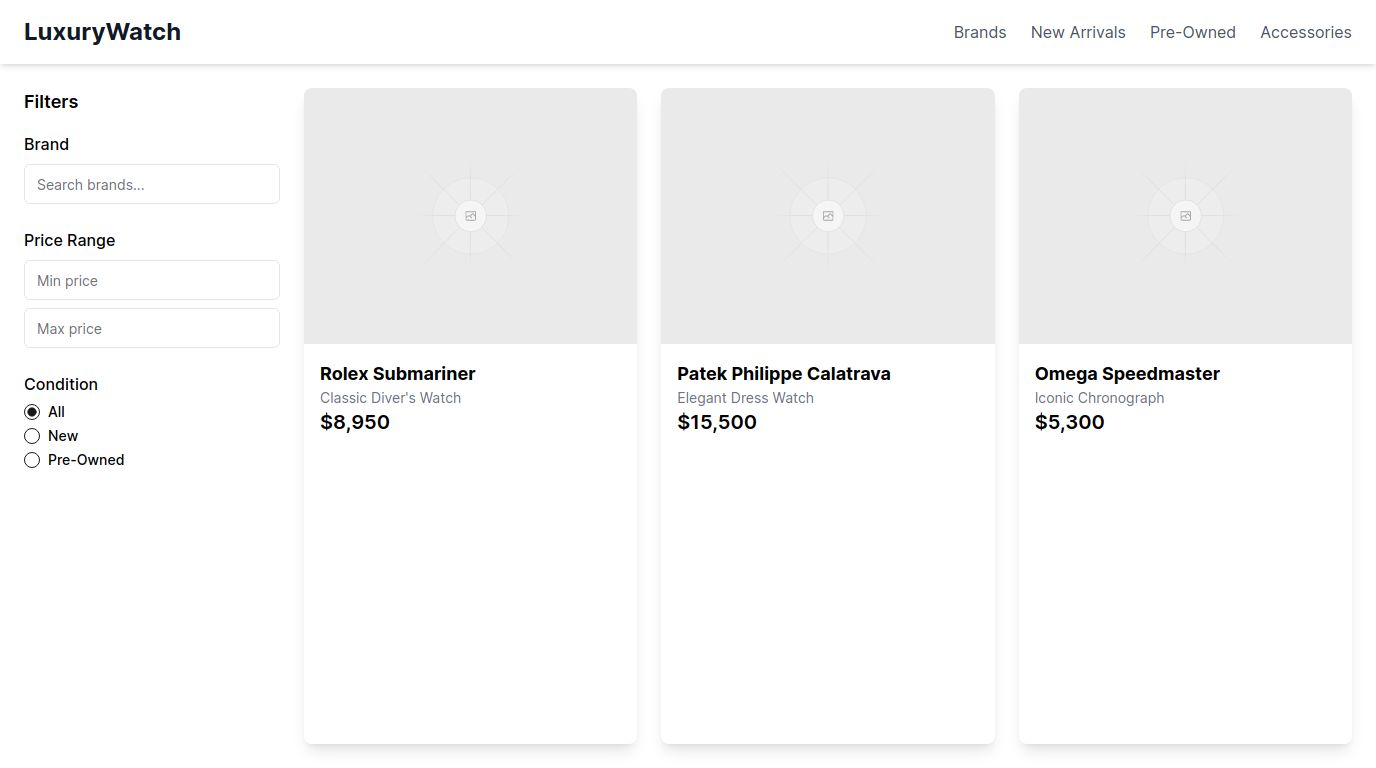 LuxuryWatch
Brands New Arrivals Pre-Owned Accessories
Filters
Brand
Search brands...
Price Range
Min price
Max price
Condition
All
New
Pre-Owned
Rolex Submariner
Classic Diver's Watch
$8,950
Patek Philippe Calatrava
Elegant Dress Watch
$15,500
Omega Speedmaster
Iconic Chronograph
$5,300